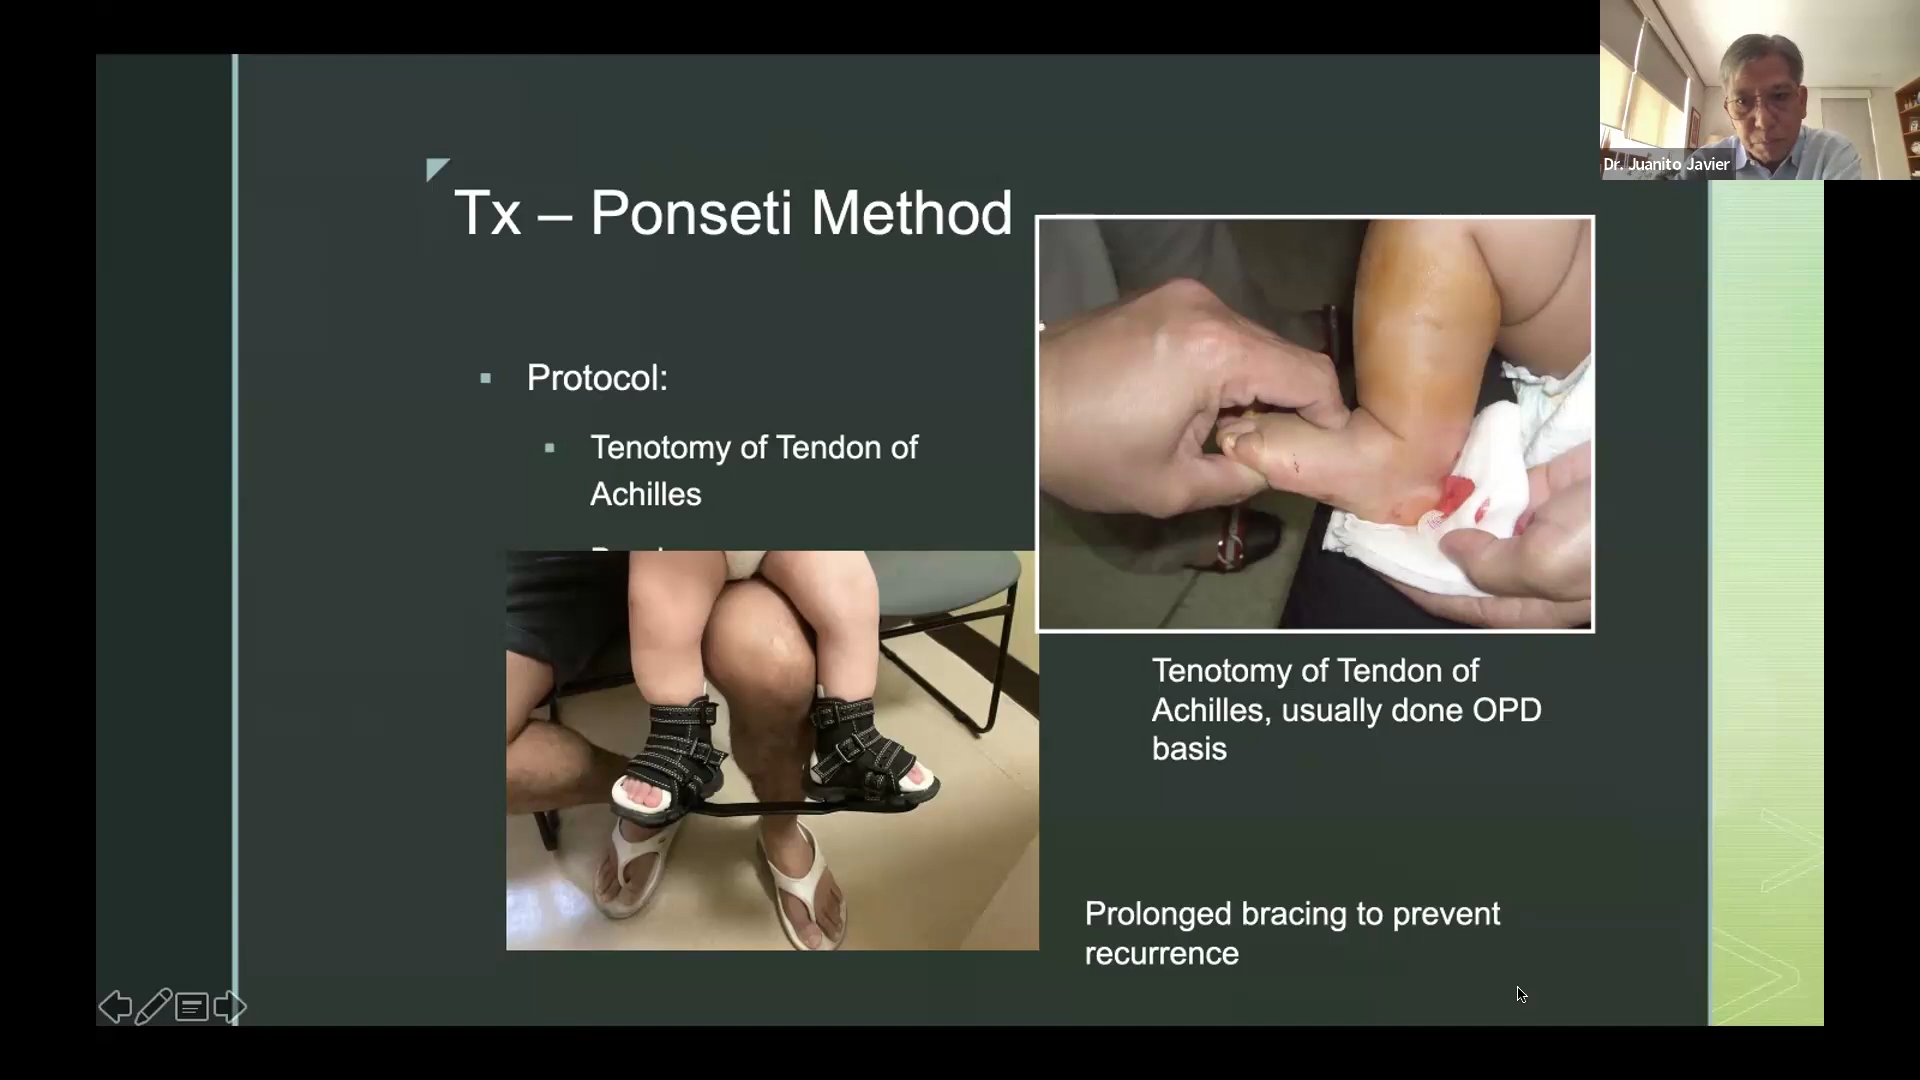 Dr. Juanito Javier
Tx – Ponseti Method
▪ Protocol:
▪ Tenotomy of Tendon of
Achilles
Tenotomy of Tendon of
Achilles, usually done OPD
basis
Prolonged bracing to prevent
recurrence